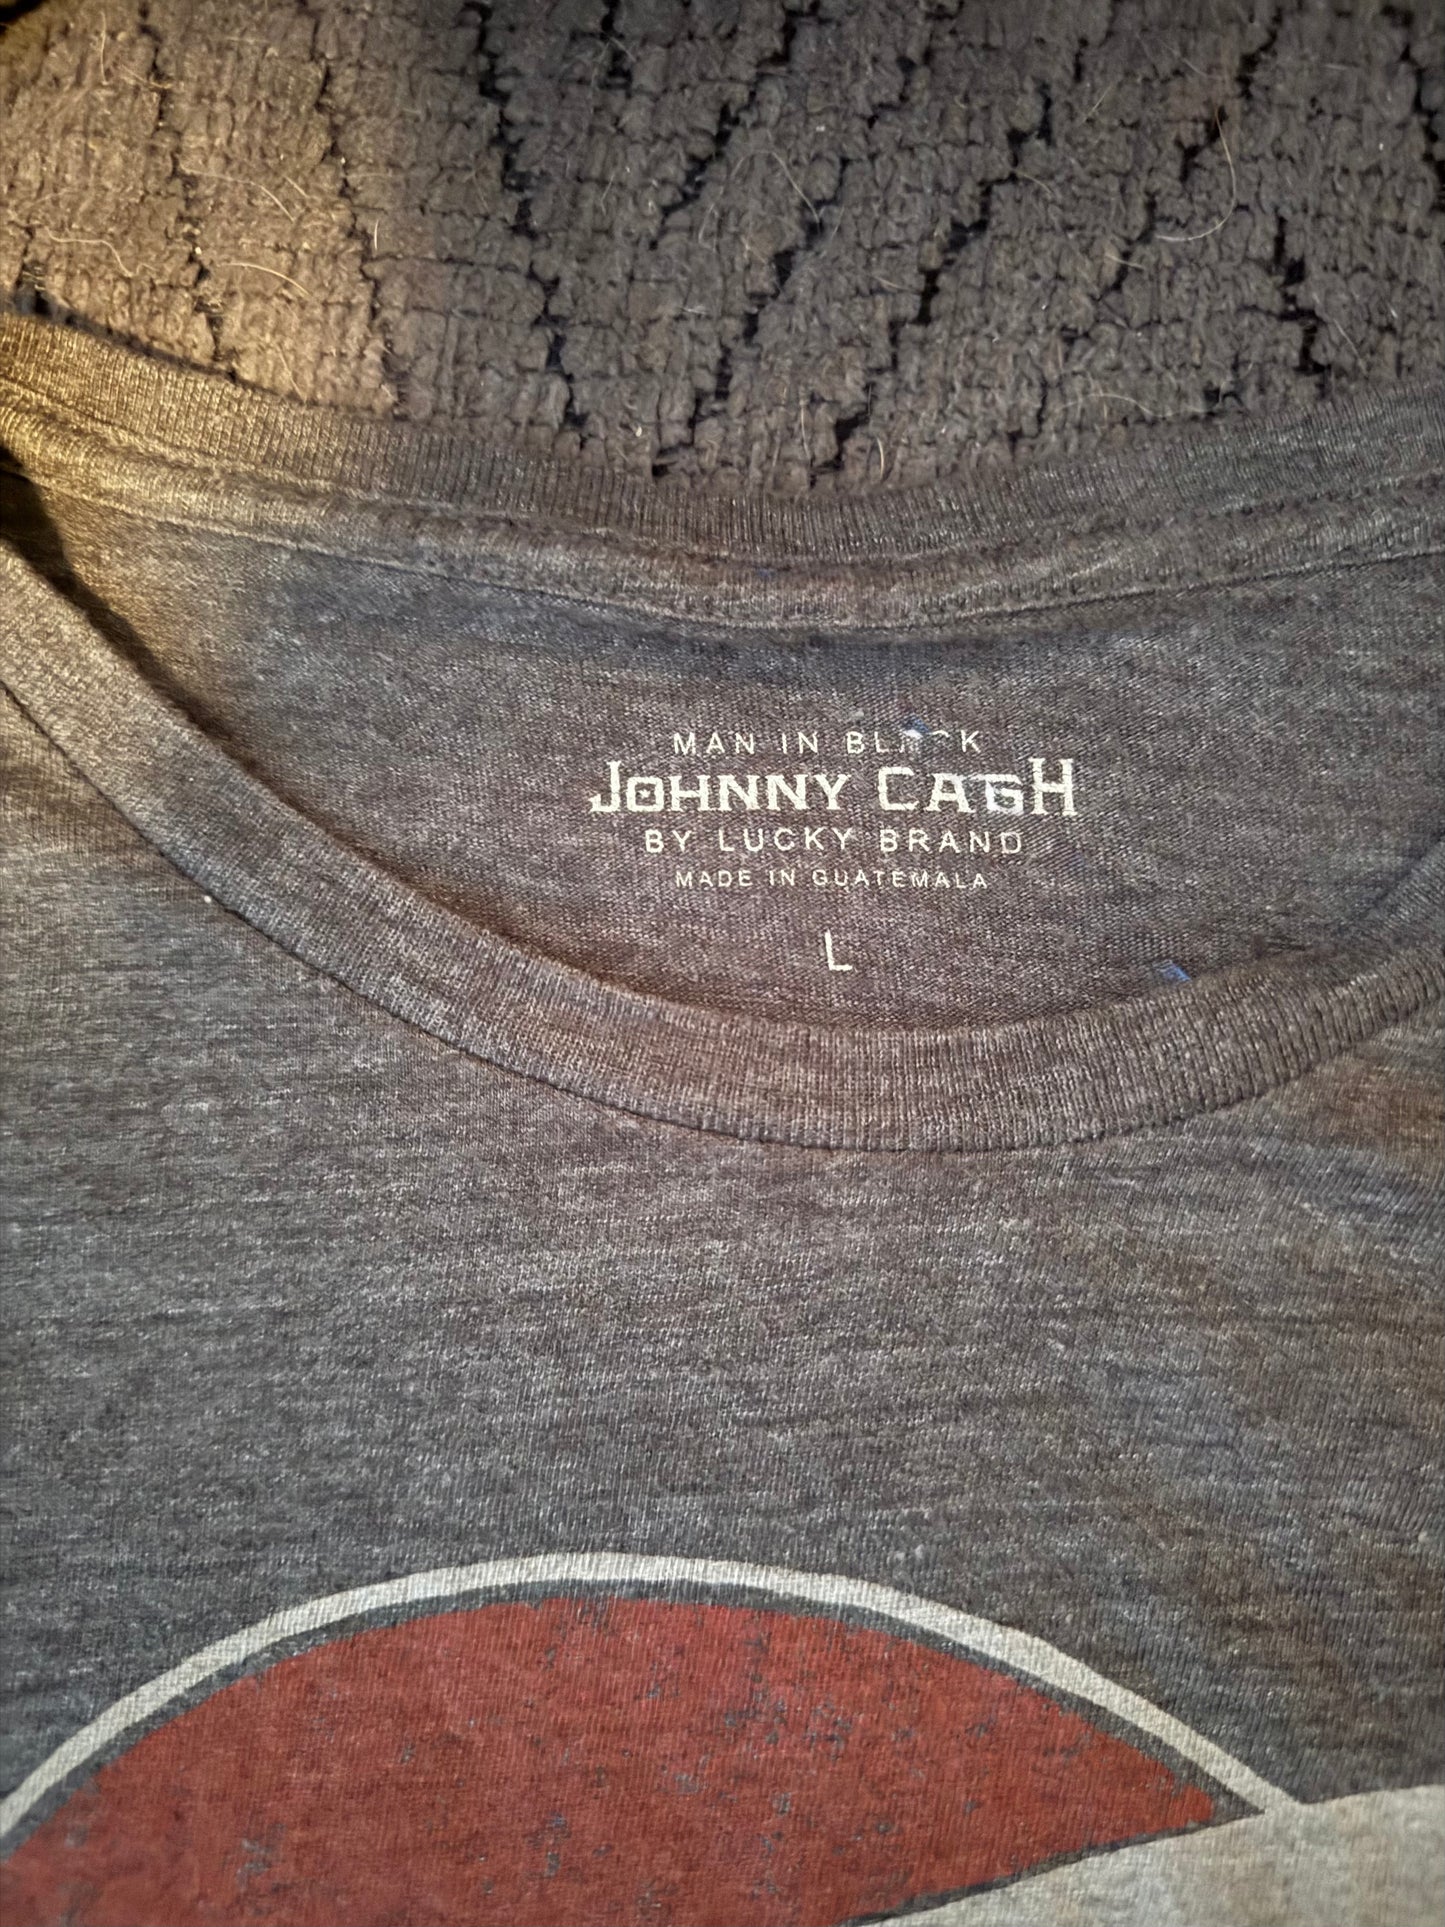 MAN IN BLACK
JOHNNY CASH
BY LUCKY BRAND
MADE IN GUATEMALA
L